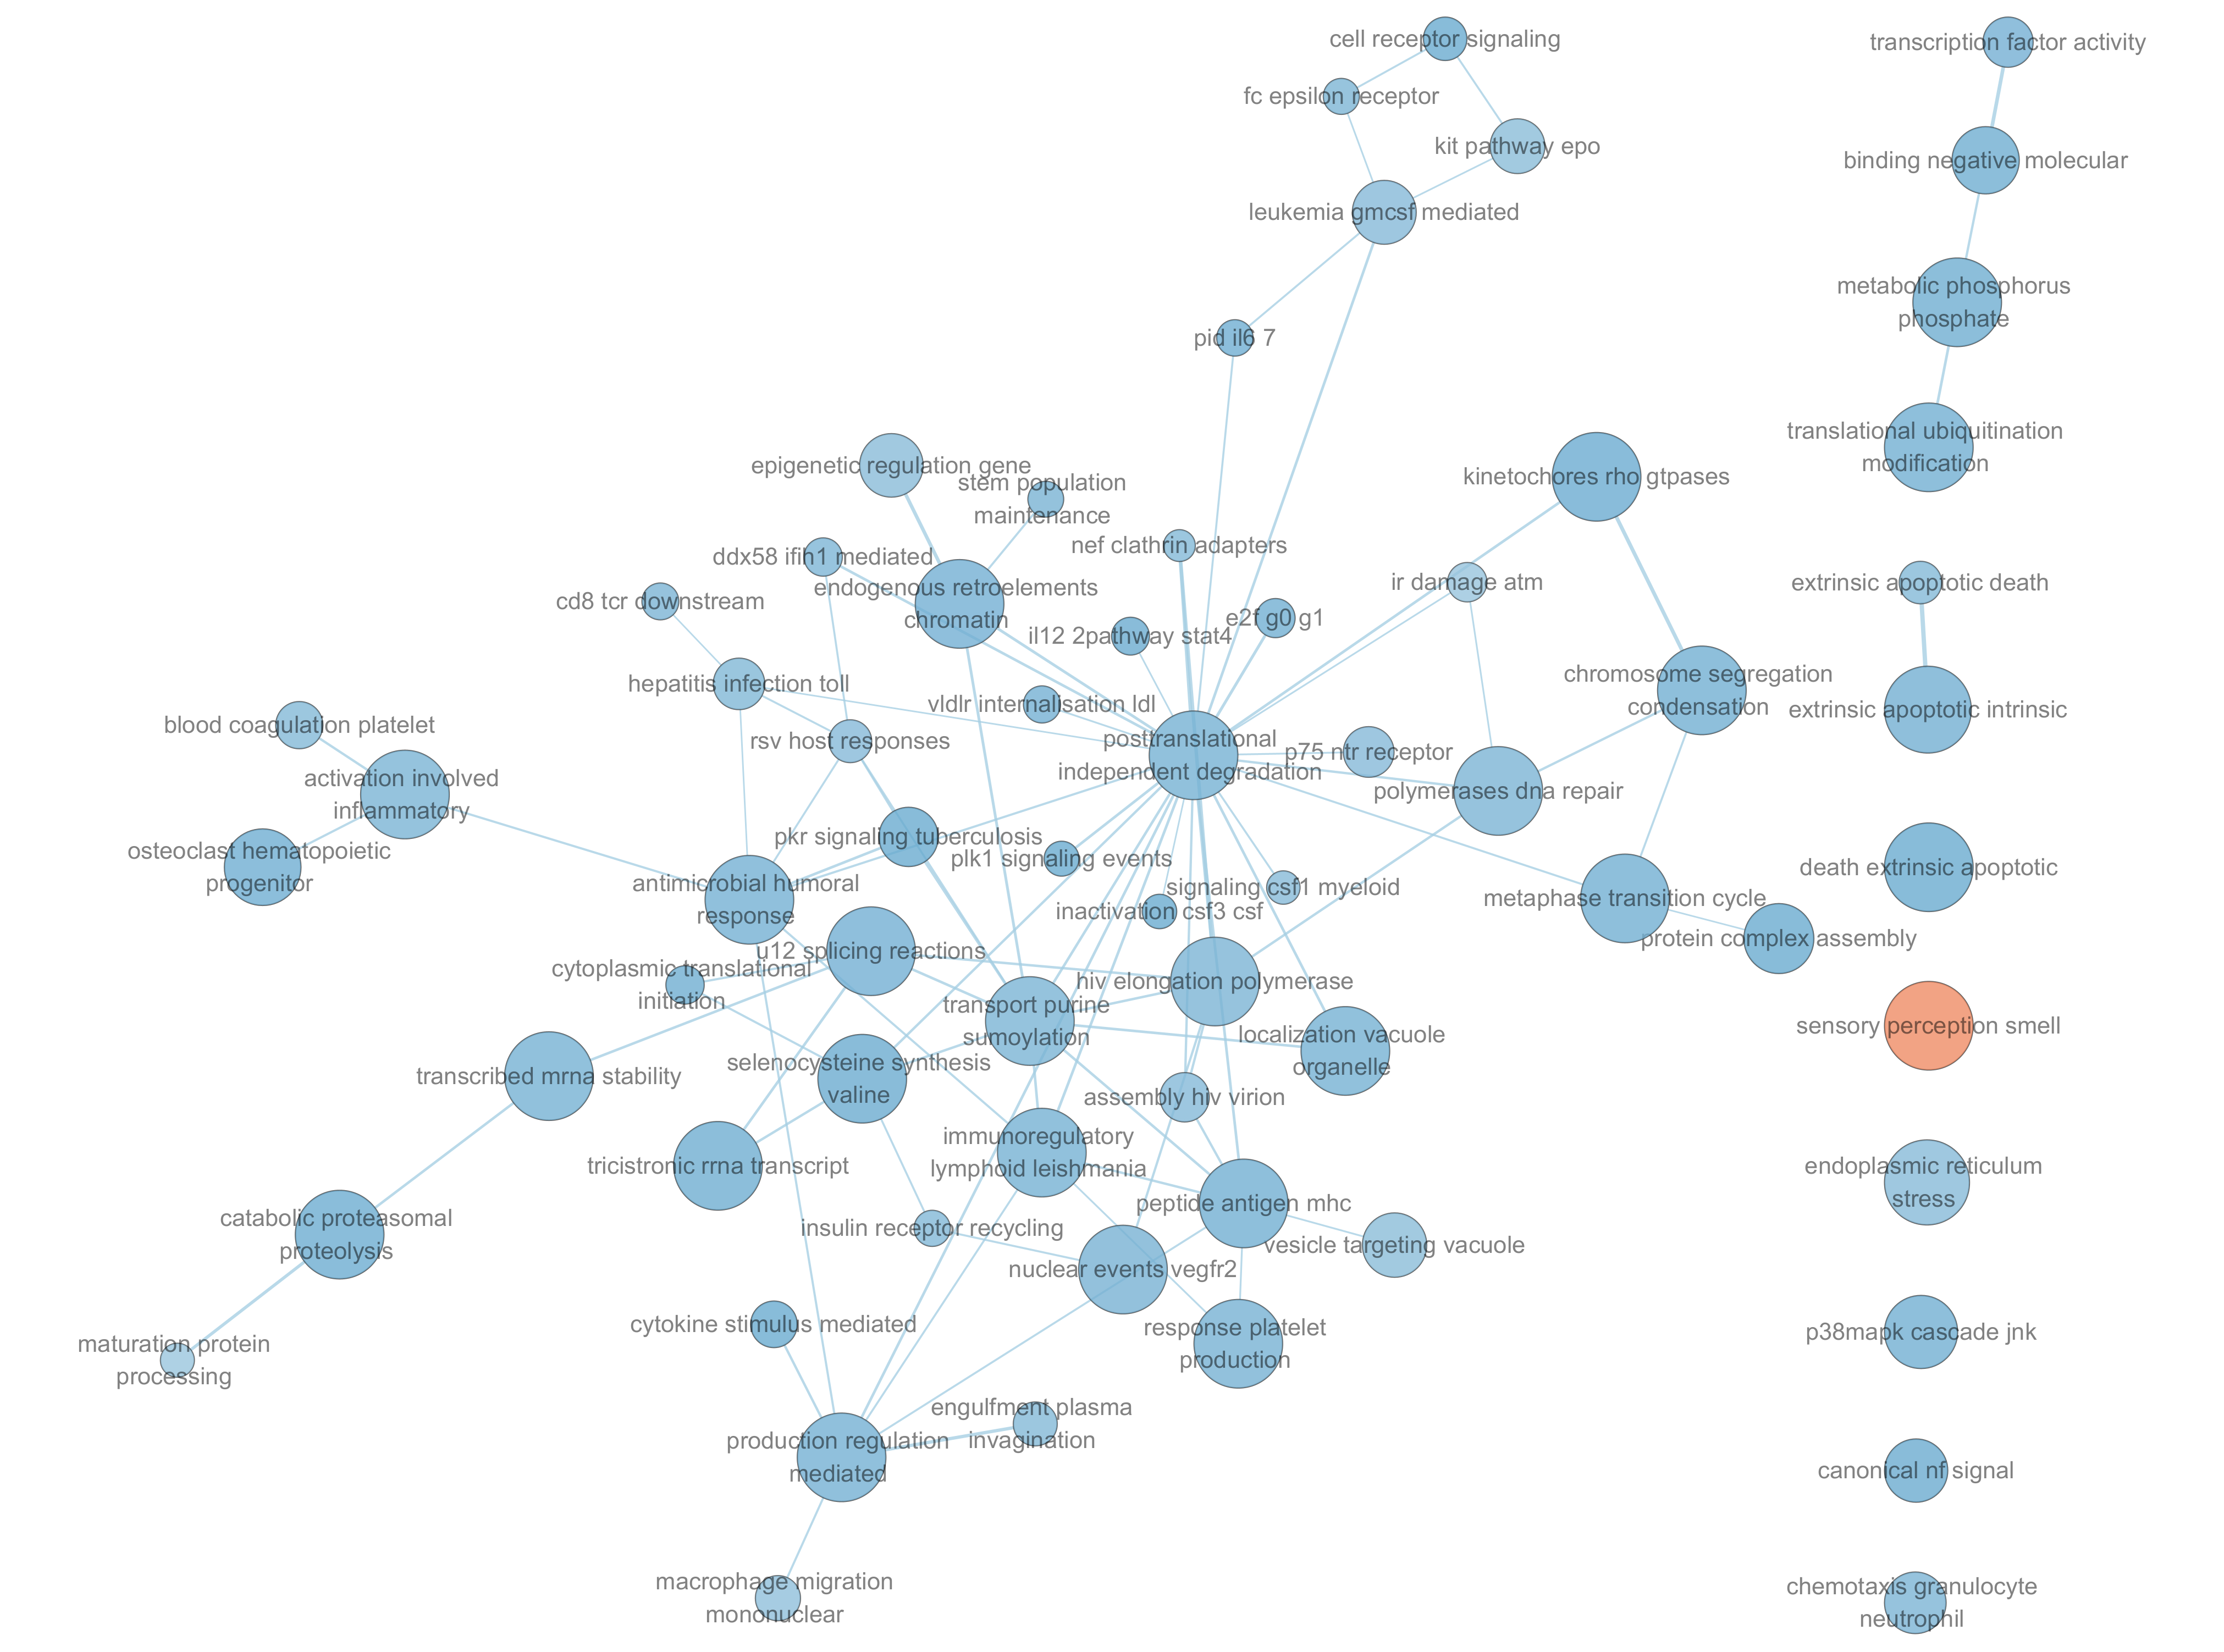 cell receptor signaling
transcription factor activity
fc epsilon receptor
kit pathway epo
binding negative molecular
leukemia gmcsf mediated
metabolic phosphorus
phosphate
pid il6 7
translational ubiquitination
modification
epigenetic regulation gene
stem population
maintenance
kinetochores rho gtpases
nef clathrin adapters
ddx58 ifih1 mediated
endogenous retroelements
chromatin
ir damage atm
extrinsic apoptotic death
cd8 tcr downstream
il12 2pathway stat4
e2f g0 g1
hepatitis infection toll
chromosome segregation
condensation
vldlr internalisation ldl
extrinsic apoptotic intrinsic
blood coagulation platelet
rsv host responses
posttranslational
independent degradation
p75 ntr receptor
activation involved
inflammatory
polymerases dna repair
pkr signaling tuberculosis
osteoclast hematopoietic
progenitor
plk1 signaling events
death extrinsic apoptotic
antimicrobial humoral
response
signaling csf1 myeloid
inactivation csf3 csf
metaphase transition cycle
protein complex assembly
u12 splicing reactions
cytoplasmic translational
initiation
hiv elongation polymerase
transport purine
sumoylation
sensory perception smell
localization vacuole
organelle
transcribed mrna stability
selenocysteine synthesis
valine
assembly hiv virion
immunoregulatory
lymphoid leishmania
tricistronic rrna transcript
endoplasmic reticulum
stress
peptide antigen mhc
catabolic proteasomal
proteolysis
insulin receptor recycling
vesicle targeting vacuole
nuclear events vegfr2
cytokine stimulus mediated
response platelet
production
p38mapk cascade jnk
maturation protein
processing
engulfment plasma
invagination
production regulation
mediated
canonical nf signal
macrophage migration
mononuclear
chemotaxis granulocyte
neutrophil